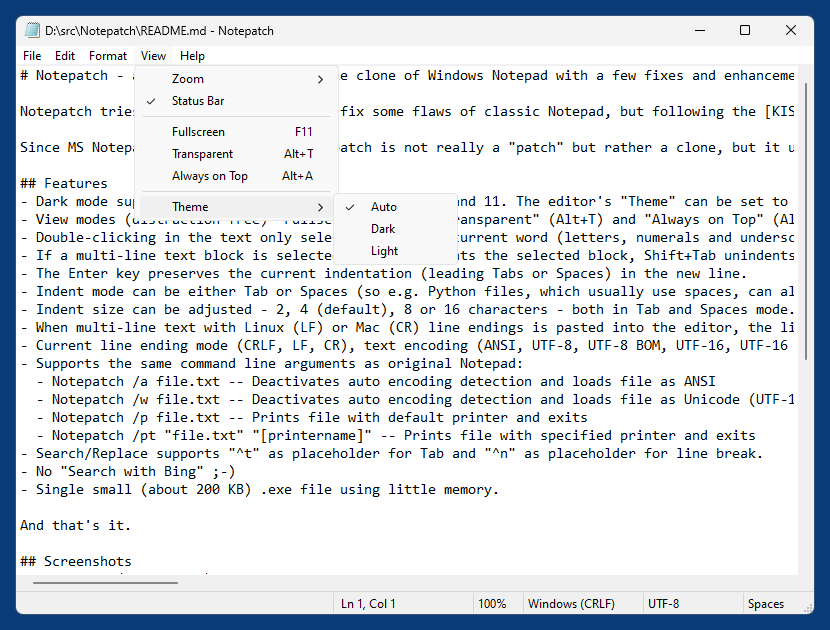 D:\src\Notepatch\README.md - Notepatch
File Edit Format View Help
# Notepatch - e clone of Windows Notepad with a few fixes and enhanceme
Zoom
Status Bar
Notepatch tries fix some flaws of classic Notepad, but following the [KIS
Fullscreen F11
Since MS Notepa atch is not really a "patch" but rather a clone, but it u
Transparent Alt+T
Always on Top Alt+A
## Features
Theme
Auto
Dark
Light
- Dark mode sup nd 11. The editor's "Theme" can be set to
- View modes (distraction-free) "Fullscreen" ransparent" (Alt+T) and "Always on Top" (Al
- Double-clicking in the text only sele urrent word (letters, numerals and undersc
- If a multi-line text block is selecte nts the selected block, Shift+Tab unindents
- The Enter key preserves the current indentation (leading Tabs or Spaces) in the new line.
- Indent mode can be either Tab or Spaces (so e.g. Python files, which usually use spaces, can al
- Indent size can be adjusted - 2, 4 (default), 8 or 16 characters - both in Tab and Spaces mode.
- When multi-line text with Linux (LF) or Mac (CR) line endings is pasted into the editor, the li
- Current line ending mode (CRLF, LF, CR), text encoding (ANSI, UTF-8, UTF-8 BOM, UTF-16, UTF-16
- Supports the same command line arguments as original Notepad:
- Notepatch /a file.txt -- Deactivates auto encoding detection and loads file as ANSI
- Notepatch /w file.txt -- Deactivates auto encoding detection and loads file as Unicode (UTF-1
- Notepatch /p file.txt -- Prints file with default printer and exits
- Notepatch /pt "file.txt" "[printername]" -- Prints file with specified printer and exits
- Search/Replace supports "^t" as placeholder for Tab and "^n" as placeholder for line break.
- No "Search with Bing" ;-)
- Single small (about 200 KB) .exe file using little memory.
And that's it.
## Screenshots
Ln 1, Col 1 100% Windows (CRLF) UTF-8 Spaces